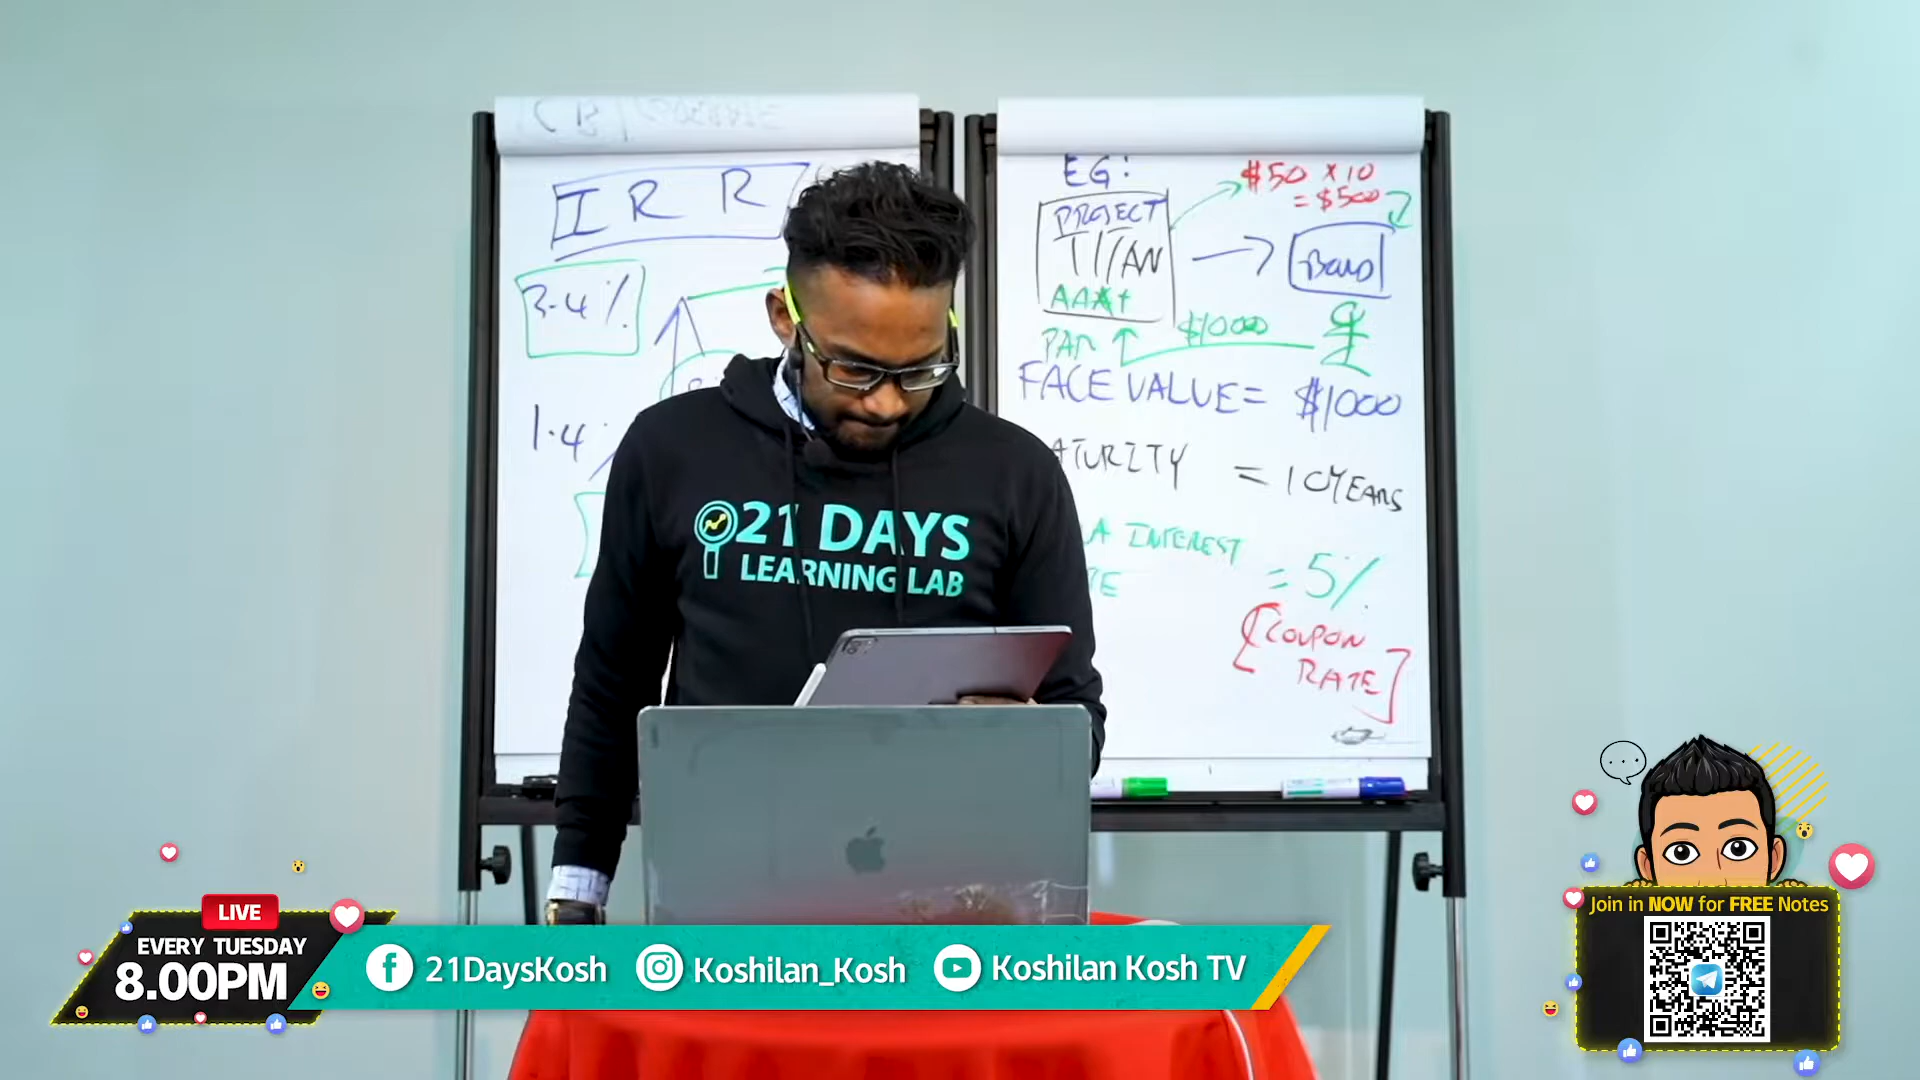 I R R
3.4%
1.4
EG:
$50 x 10
= $500
PROJECT
TITAN
AAA+
BOND
PAR
$1000
FACE VALUE = $1000
ATURITY = 10 YEARS
A INTEREST
= 5%
[COUPON
RATE]
21 DAYS
LEARNING LAB
LIVE
EVERY TUESDAY
8.00PM
21DaysKosh
Koshilan_Kosh
Koshilan Kosh TV
Join in NOW for FREE Notes